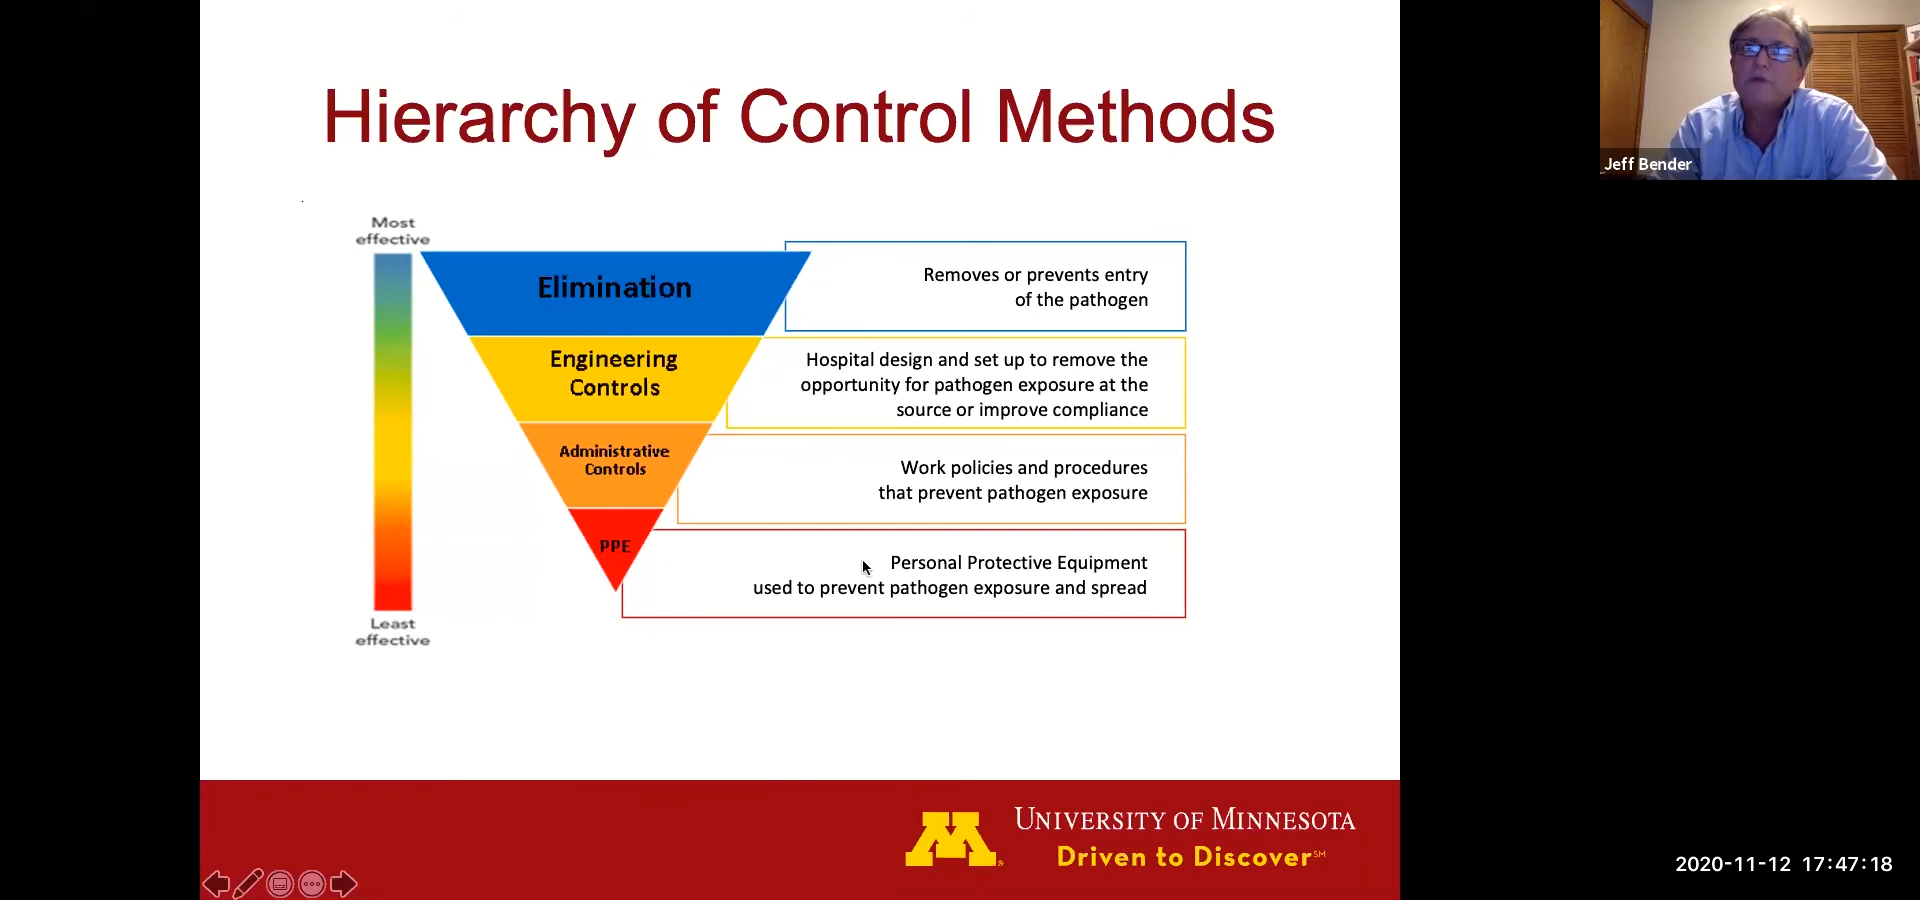 Hierarchy of Control Methods
Jeff Bender
Most
effective
Elimination
Removes or prevents entry
of the pathogen
Engineering
Controls
Hospital design and set up to remove the
opportunity for pathogen exposure at the
source or improve compliance
Administrative
Controls
Work policies and procedures
that prevent pathogen exposure
PPE
Personal Protective Equipment
used to prevent pathogen exposure and spread
Least
effective
M®
UNIVERSITY OF MINNESOTA
Driven to Discover℠
2020-11-12 17:47:18